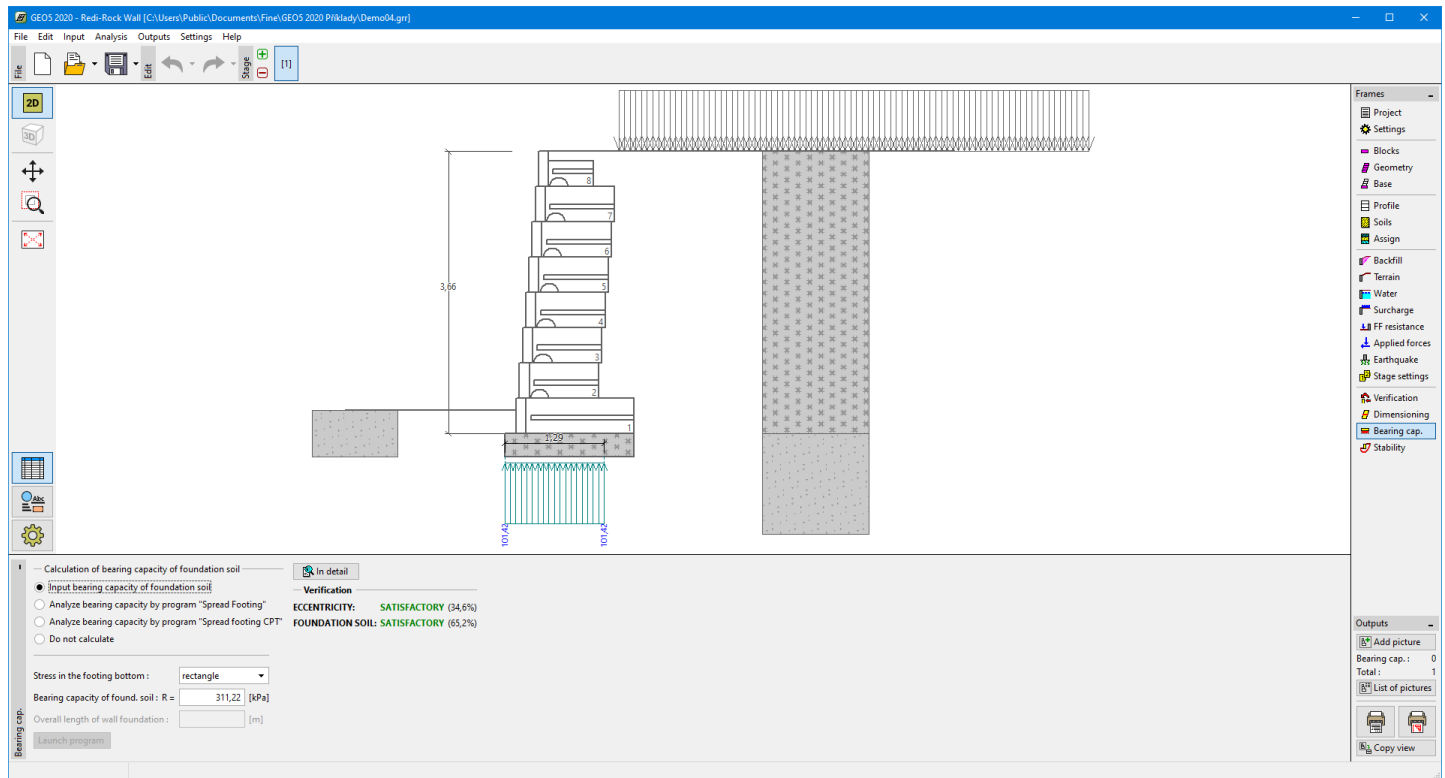 GEO5 2020 - Redi-Rock Wall [C:\Users\Public\Documents\Fine\GEO5 2020 Příklady\Demo04.grr]
File Edit Input Analysis Outputs Settings Help
File
Edit
Stage
[1]
2D
3D
3,66
8
7
6
5
4
3
2
1
1,29
101,42
101,42
Frames
Project
Settings
Blocks
Geometry
Base
Profile
Soils
Assign
Backfill
Terrain
Water
Surcharge
FF resistance
Applied forces
Earthquake
Stage settings
Verification
Dimensioning
Bearing cap.
Stability
Outputs
Add picture
Bearing cap. : 0
Total : 1
List of pictures
Copy view
Abc
Bearing cap.
Calculation of bearing capacity of foundation soil
Input bearing capacity of foundation soil
Analyze bearing capacity by program "Spread Footing"
Analyze bearing capacity by program "Spread footing CPT"
Do not calculate
Stress in the footing bottom : rectangle
Bearing capacity of found. soil : R = 311,22 [kPa]
Overall length of wall foundation : [m]
Launch program
In detail
Verification
ECCENTRICITY: SATISFACTORY (34,6%)
FOUNDATION SOIL: SATISFACTORY (65,2%)